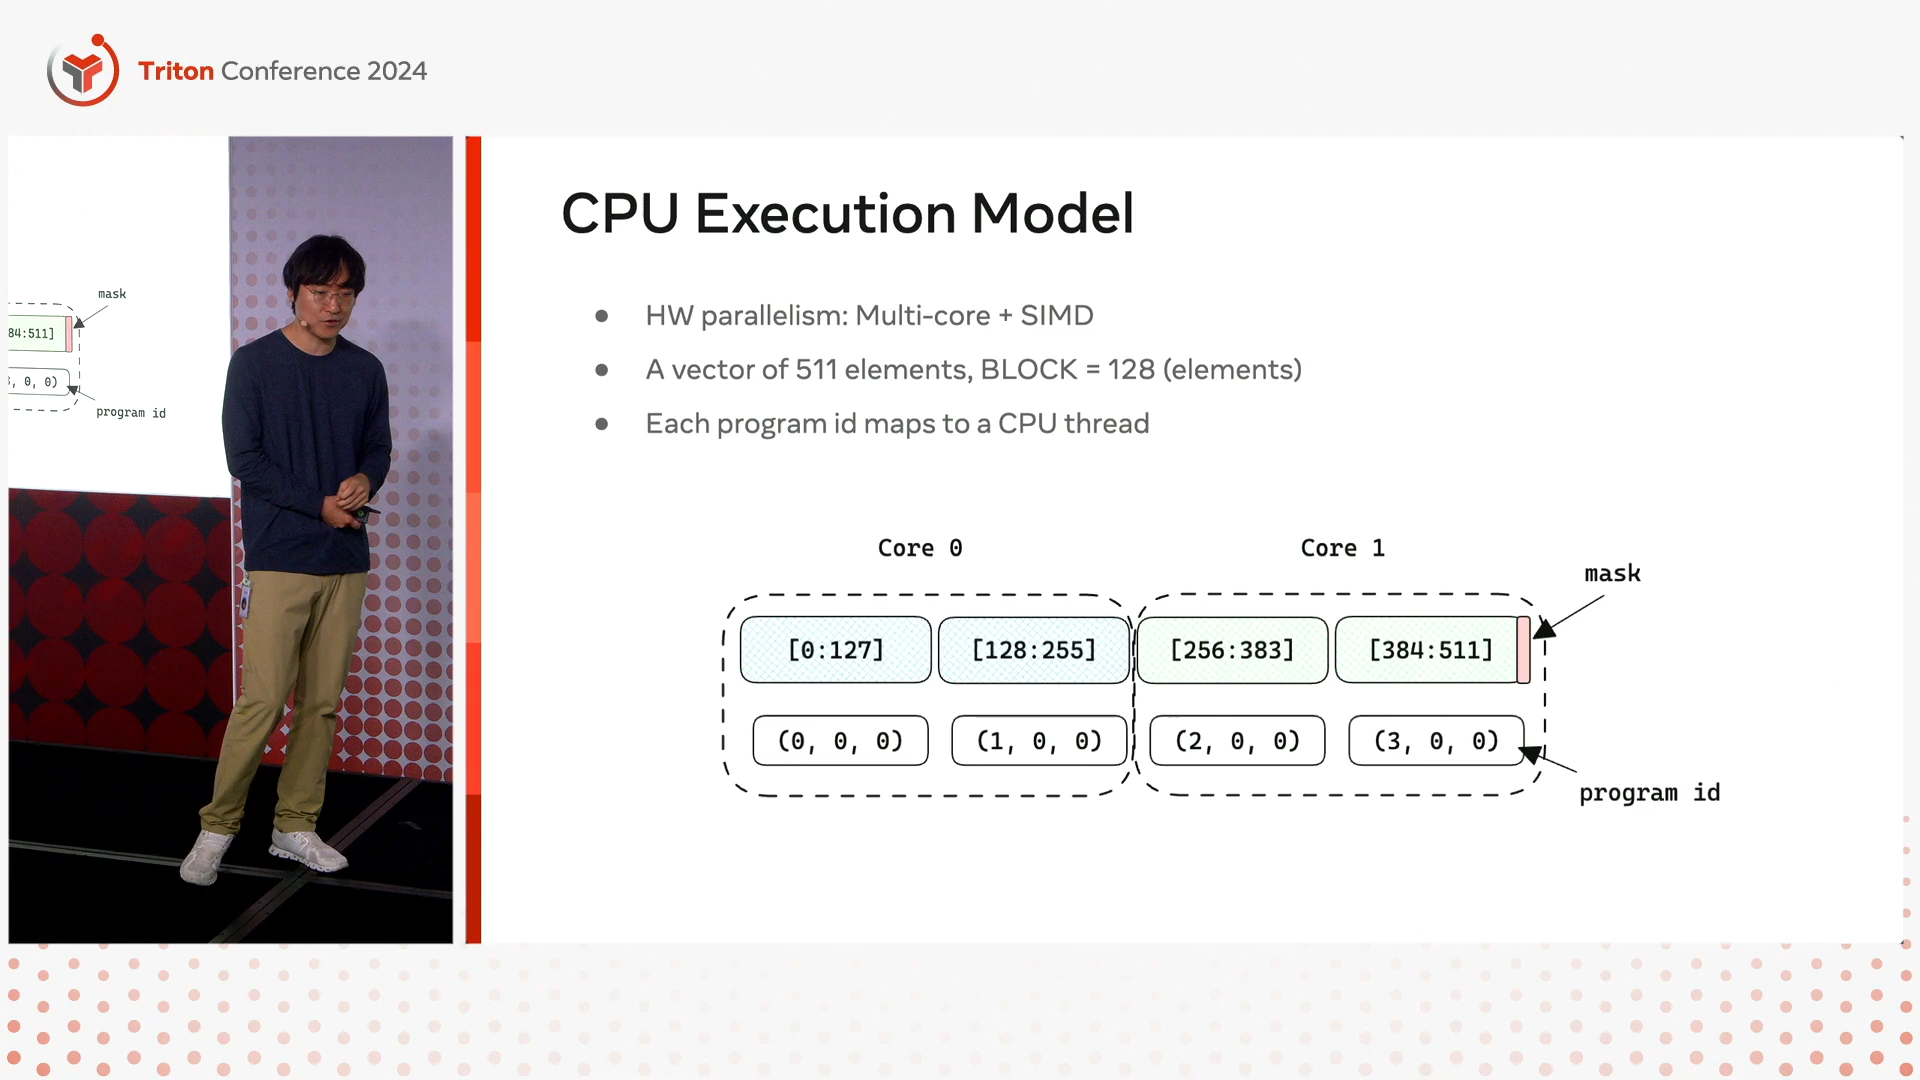 Triton Conference 2024
mask
84:511]
, 0, 0)
program id
CPU Execution Model
HW parallelism: Multi-core + SIMD
A vector of 511 elements, BLOCK = 128 (elements)
Each program id maps to a CPU thread
Core 0
Core 1
mask
[0:127]
[128:255]
[256:383]
[384:511]
(0, 0, 0)
(1, 0, 0)
(2, 0, 0)
(3, 0, 0)
program id